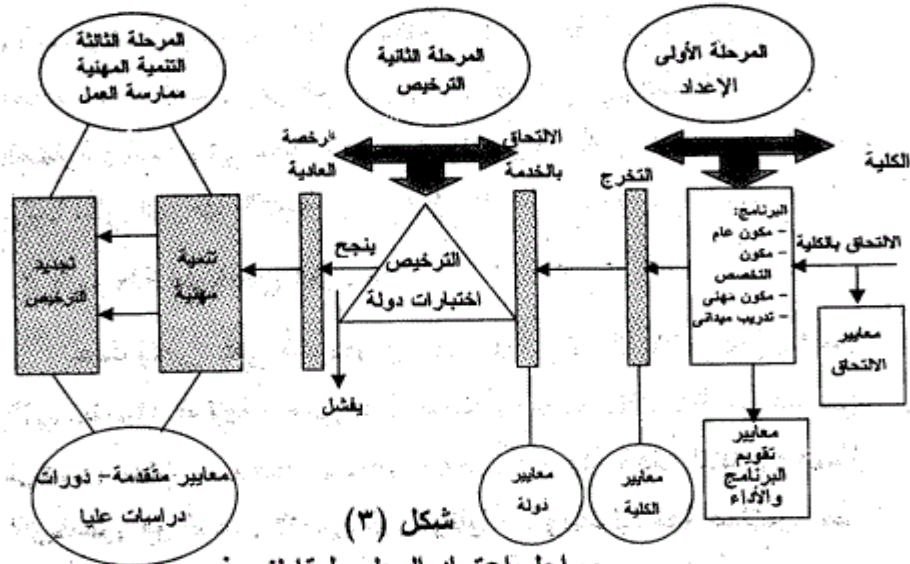 المرحلة الأولى
الإعداد
المرحلة الثانية
الترخيص
المرحلة الثالثة
التنمية المهنية
ممارسة العمل
الكلية
التخرج
الالتحاق
بالخدمة
رخصة
العادية
الالتحاق بالكلية
معايير
الالتحاق
البرنامج:
- مكون عام
- مكون
التخصص
- مكون مهنى
- تدريب ميدانى
معايير
تقويم
البرنامج
والأداء
معايير
الكلية
معايير
دولة
الترخيص
اختبارات دولة
ينجح
يفشل
تنمية
مهنية
تجديد
الترخيص
معايير متقدمة - دورات
دراسات عليا
شكل (٣)